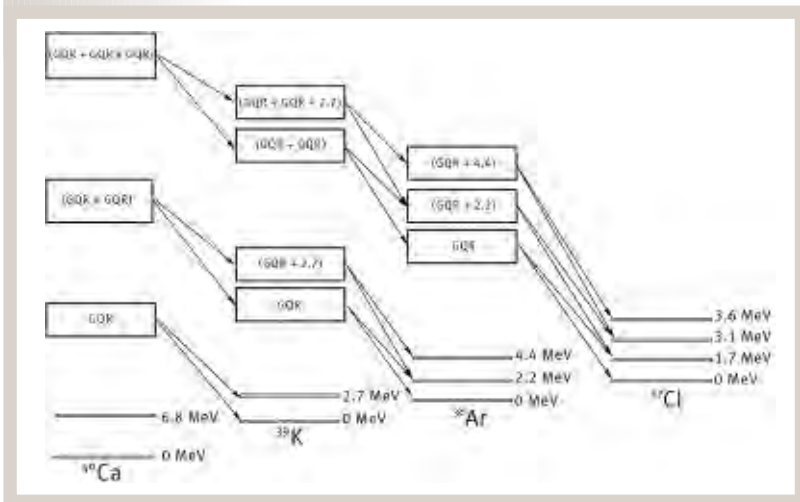 (GQR + GQR + GQR)
(GQR + GQR + 2.7)
(GQR + GQR)
(GQR + 4.4)
(GQR + GQR)
(GQR + 2.2)
GQR
(GQR + 2.7)
GQR
GQR
3.6 MeV
3.1 MeV
4.4 MeV
1.7 MeV
2.2 MeV
0 MeV
2.7 MeV
0 MeV
6.8 MeV
0 MeV
Cl
Ar
³⁹K
0 MeV
⁴⁰Ca